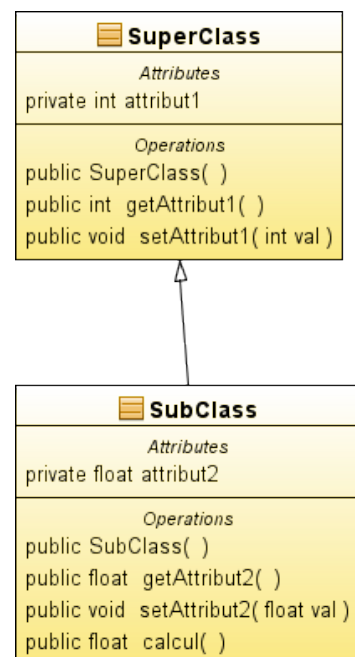 SuperClass
Attributes
private int attribut1
Operations
public SuperClass( )
public int getAttribut1( )
public void setAttribut1( int val )
SubClass
Attributes
private float attribut2
Operations
public SubClass( )
public float getAttribut2( )
public void setAttribut2( float val )
public float calcul( )